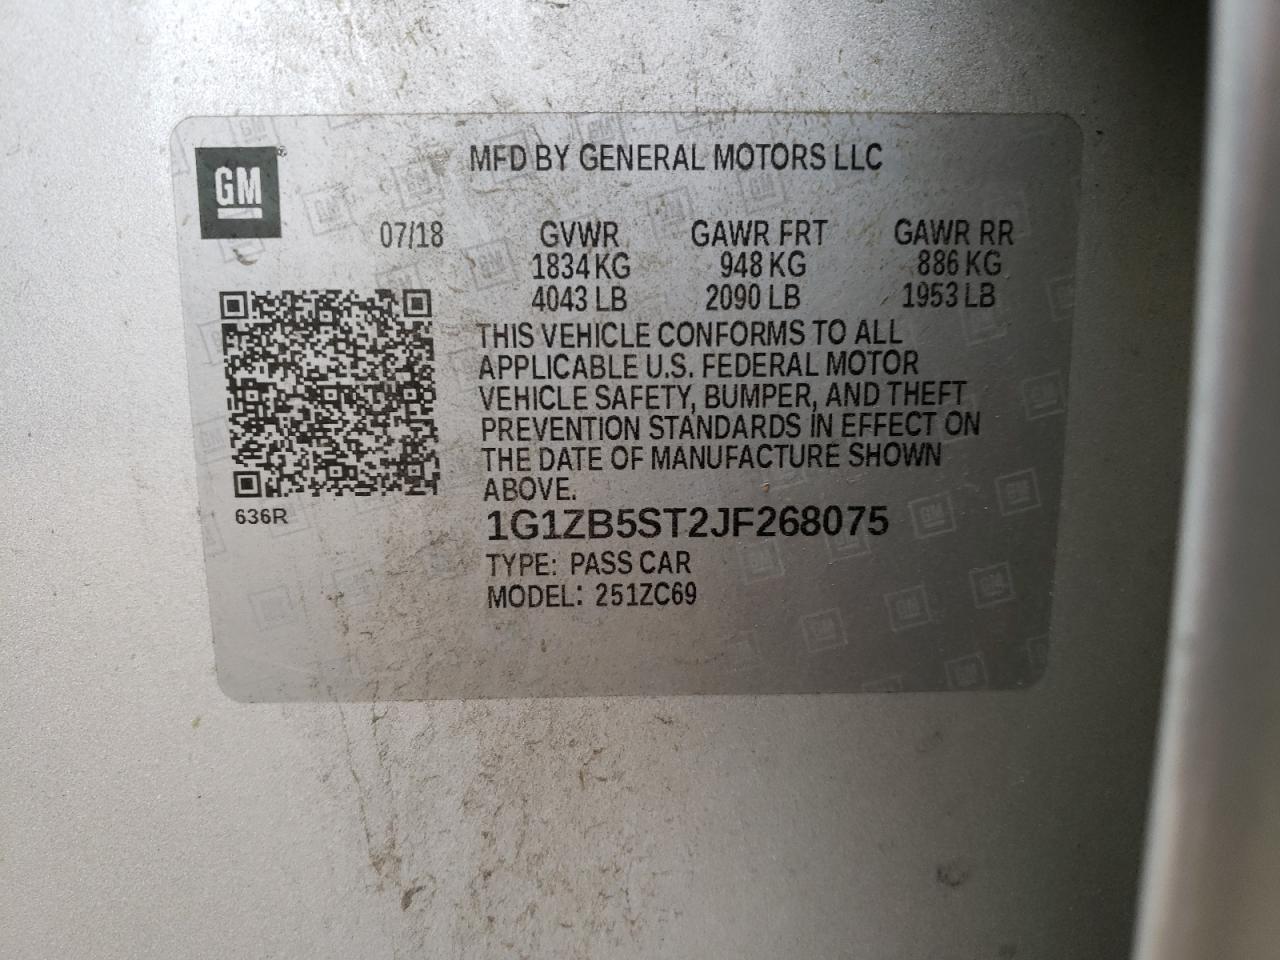 MFD BY GENERAL MOTORS LLC
GM
07/18 GVWR GAWR FRT GAWR RR
1834 KG 948 KG 886 KG
4043 LB 2090 LB 1953 LB
THIS VEHICLE CONFORMS TO ALL
APPLICABLE U.S. FEDERAL MOTOR
VEHICLE SAFETY, BUMPER, AND THEFT
PREVENTION STANDARDS IN EFFECT ON
THE DATE OF MANUFACTURE SHOWN
ABOVE.
636R
1G1ZB5ST2JF268075
TYPE: PASS CAR
MODEL: 251ZC69